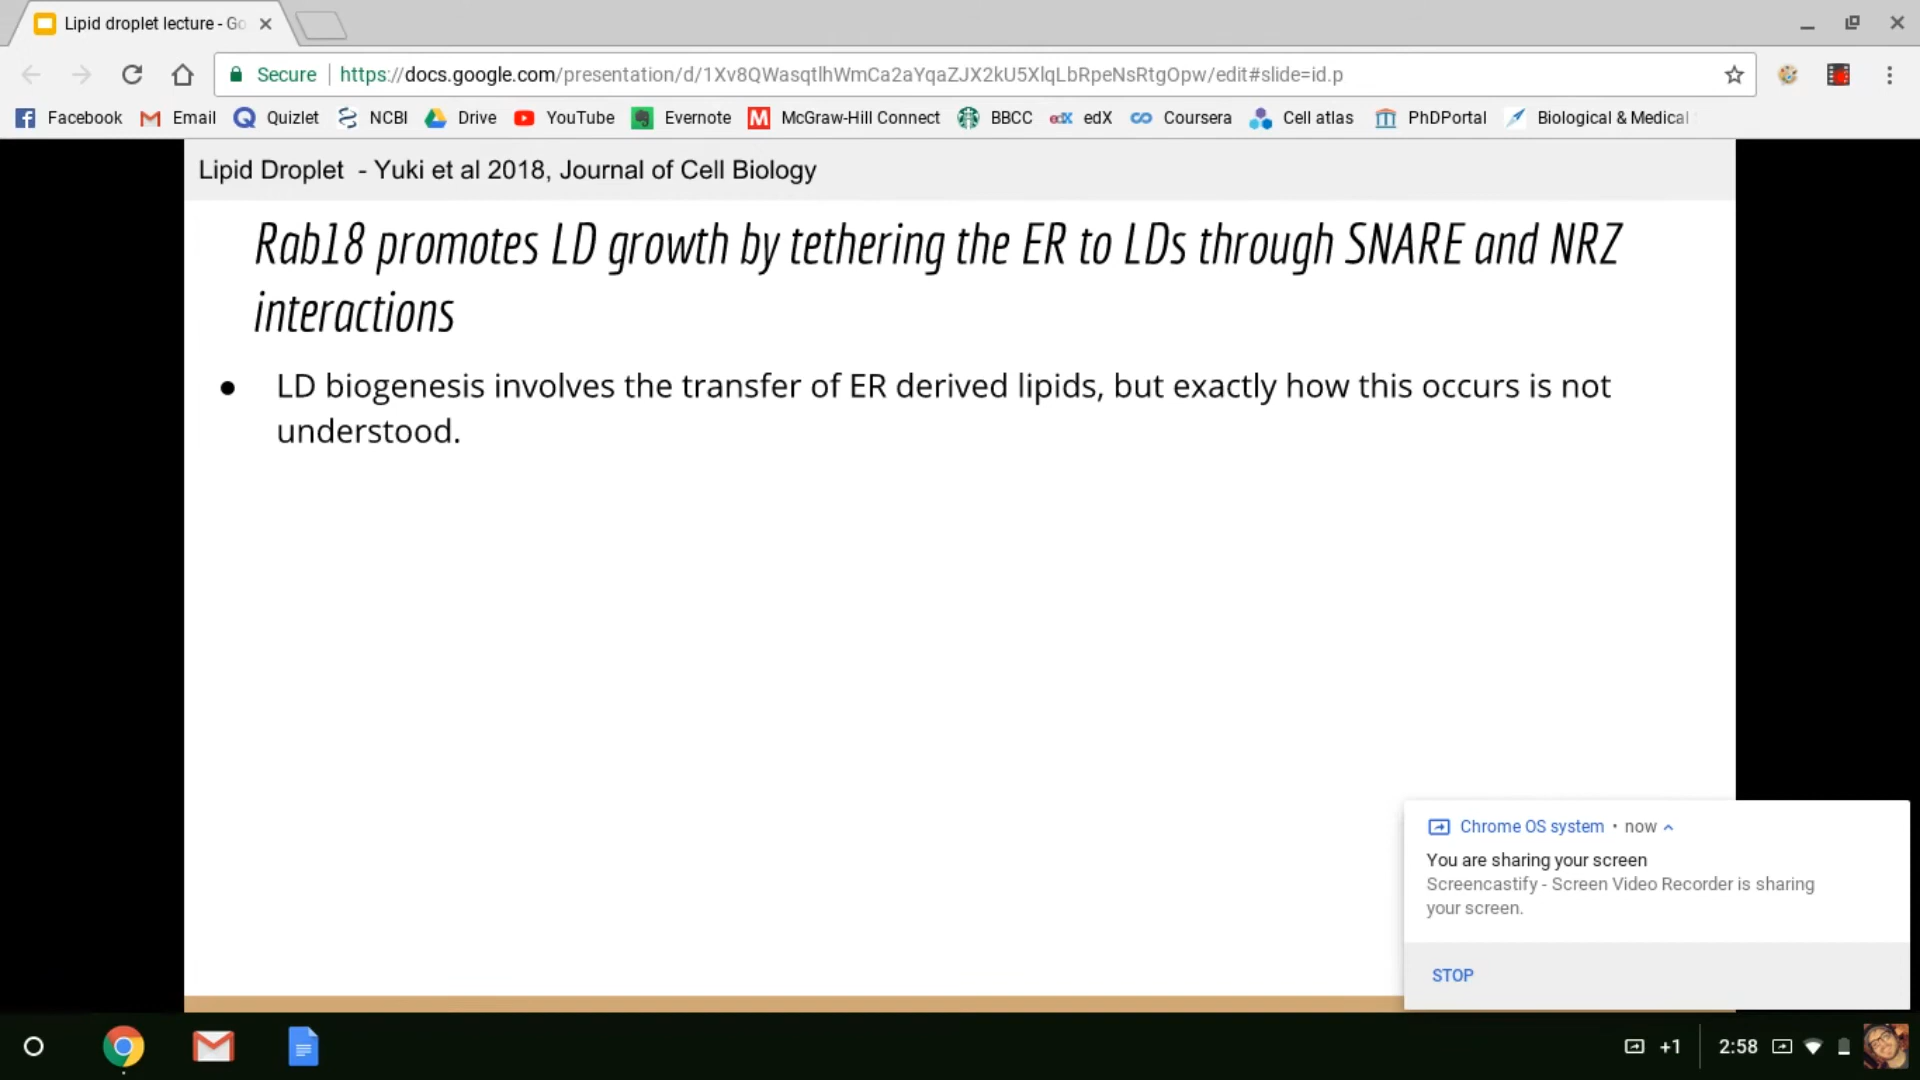 Lipid droplet lecture - Go
Secure https://docs.google.com/presentation/d/1Xv8QWasqtlhWmCa2aYqaZJX2kU5XlqLbRpeNsRtgOpw/edit#slide=id.p
Facebook Email Quizlet NCBI Drive YouTube Evernote McGraw-Hill Connect BBCC edX Coursera Cell atlas PhDPortal Biological & Medical
Lipid Droplet - Yuki et al 2018, Journal of Cell Biology
Rab18 promotes LD growth by tethering the ER to LDs through SNARE and NRZ
interactions
● LD biogenesis involves the transfer of ER derived lipids, but exactly how this occurs is not
understood.
Chrome OS system • now
You are sharing your screen
Screencastify - Screen Video Recorder is sharing
your screen.
STOP
+1 2:58